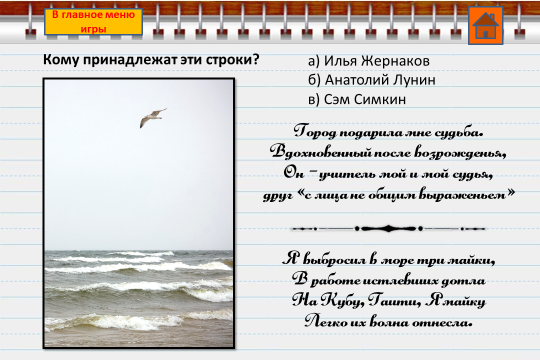 В главное меню
игры
Кому принадлежат эти строки?
а) Илья Жернаков
б) Анатолий Лунин
в) Сэм Симкин
Город подарила мне судьба.
Вдохновенный после возрожденья,
Он – учитель мой и мой судья,
друг «с лица не общим выраженьем»
Я выбросил в море три майки,
В работе истлевших дотла
На Кубу, Таити, Ямайку
Легко их волна отнесла.